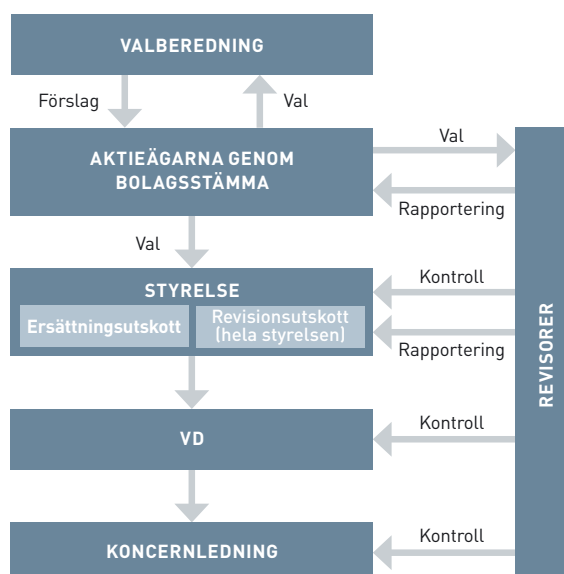 VALBEREDNING
Förslag
Val
AKTIEÄGARNA GENOM
BOLAGSSTÄMMA
Val
Rapportering
Val
STYRELSE
Ersättningsutskott
Revisionsutskott
(hela styrelsen)
Kontroll
Rapportering
VD
Kontroll
KONCERNLEDNING
Kontroll
REVISORER